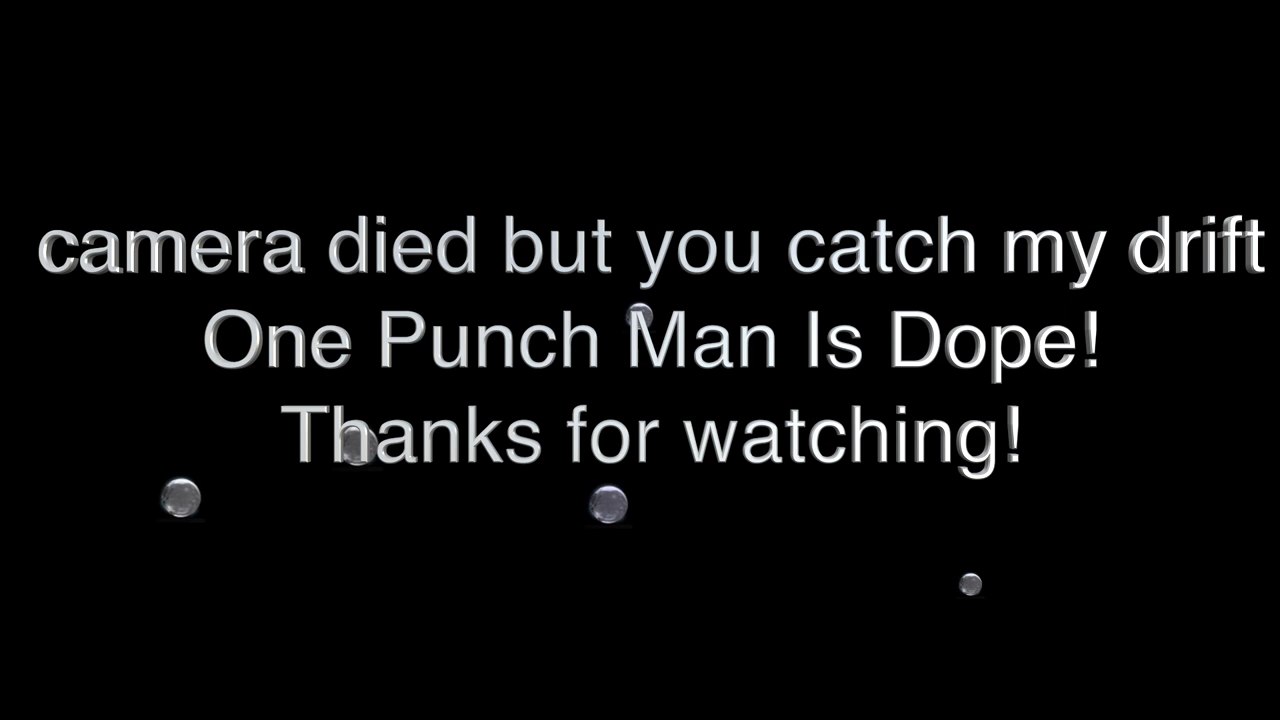 camera died but you catch my drift
One Punch Man Is Dope!
Thanks for watching!